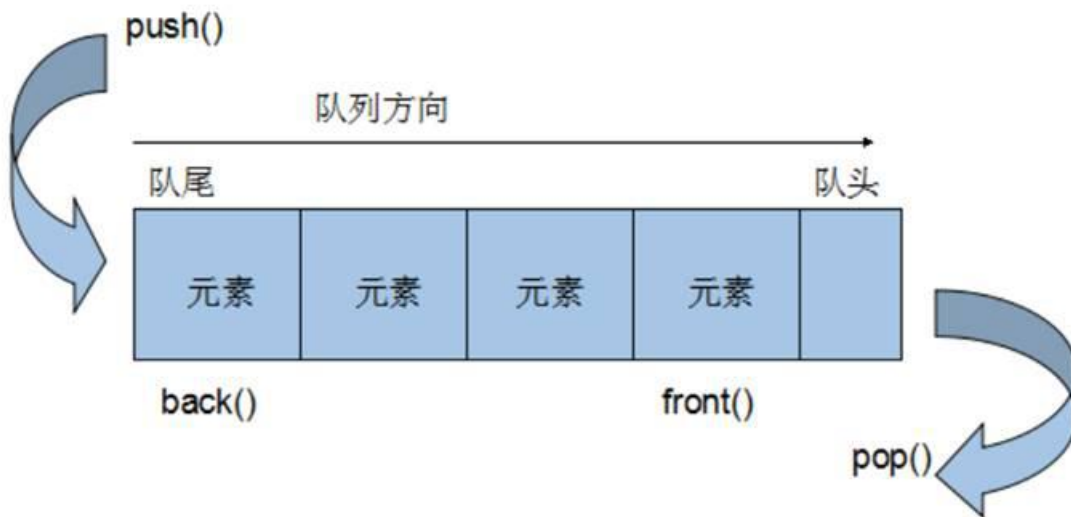 push()
队列方向
队尾 队头
元素 元素 元素 元素
back() front()
pop()